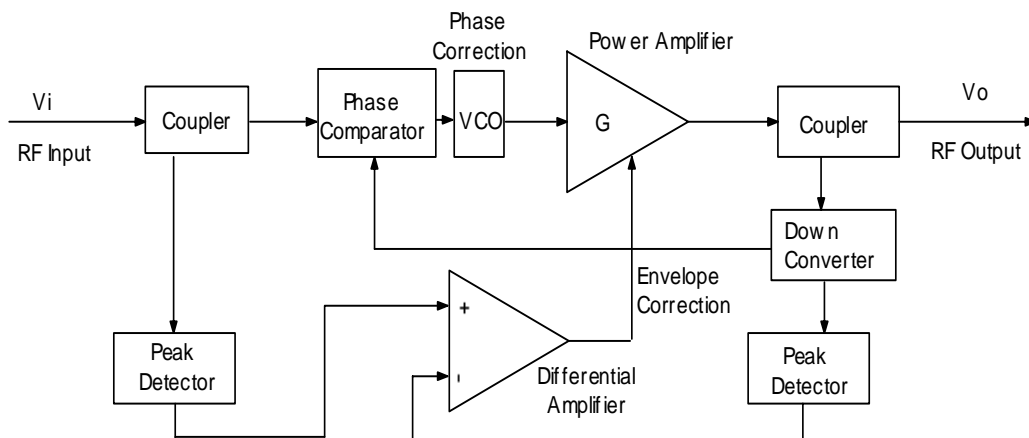 Phase
Correction
Power Amplifier
Vi
Coupler
RF Input
Phase
Comparator
VCO
G
Coupler
Vo
RF Output
Down
Converter
Envelope
Correction
+
-
Peak
Detector
Differential
Amplifier
Peak
Detector